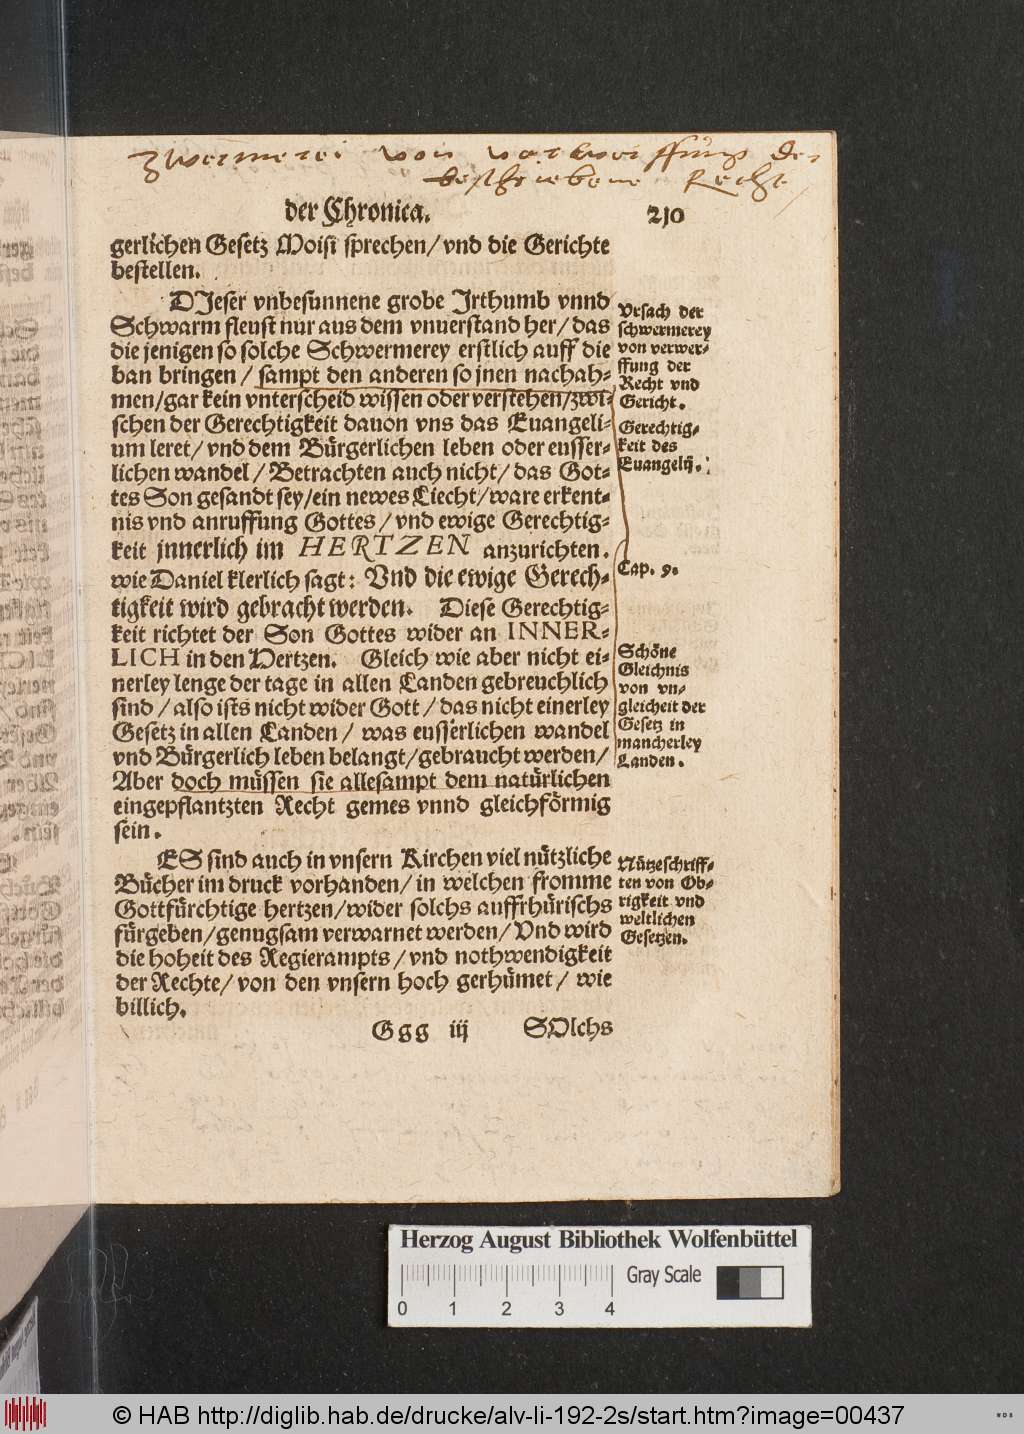 Zwermerei von vorwerffung der
beschriebene Rechte
der Chronica. 210
gerlichen Gesetz Moisi sprechen/ vnd die Gerichte
bestellen.
DJeser vnbesunnene grobe Jrthumb vnnd
Schwarm fleust nur aus dem vnuerstand her/ das
die jenigen so solche Schwermerey erstlich auff die
ban bringen / sampt den anderen so jnen nachah-
men/gar kein vnterscheid wissen oder verstehen/zwi-
schen der Gerechtigkeit dauon vns das Euangeli-
um leret/ vnd dem Bürgerlichen leben oder eusser-
lichen wandel / Betrachten auch nicht/ das Got-
tes Son gesandt sey/ein newes Liecht/ware erkent-
nis vnd anruffung Gottes / vnd ewige Gerechtig-
keit jnnerlich im HERTZEN anzurichten.
wie Daniel klerlich sagt: Vnd die ewige Gerech-
tigkeit wird gebracht werden. Diese Gerechtig-
keit richtet der Son Gottes wider an INNER-
LICH in den Hertzen. Gleich wie aber nicht ei-
nerley lenge der tage in allen Landen gebreuchlich
sind / also ists nicht wider Gott / das nicht einerley
Gesetz in allen Landen / was eusserlichen wandel
vnd Bürgerlich leben belangt/gebraucht werden/
Aber doch müssen sie allesampt dem natürlichen
eingepflantzten Recht gemes vnnd gleichförmig
sein.
ES sind auch in vnsern Kirchen viel nützliche
Bücher im druck vorhanden/ in welchen fromme
Gottfürchtige hertzen/wider solchs auffrhürischs
fürgeben/genugsam verwarnet werden/ Vnd wird
die hoheit des Regierampts / vnd nothwendigkeit
der Rechte/ von den vnsern hoch gerhümet / wie
billich.
Ggg iij SOlchs
Vrsach der
schwermerey
von verwer-
ffung der
Recht vnd
Gericht.
Gerechtig-
keit des
Euangelij.
Cap. 9.
Schöne
Gleichnis
von vn-
gleicheit der
Gesetz in
mancherley
Landen.
Nützeschriff-
ten von Ob-
rigkeit vnd
weltlichen
Gesetzen.
Herzog August Bibliothek Wolfenbüttel
0 1 2 3 4 Gray Scale
© HAB http://diglib.hab.de/drucke/alv-li-192-2s/start.htm?image=00437